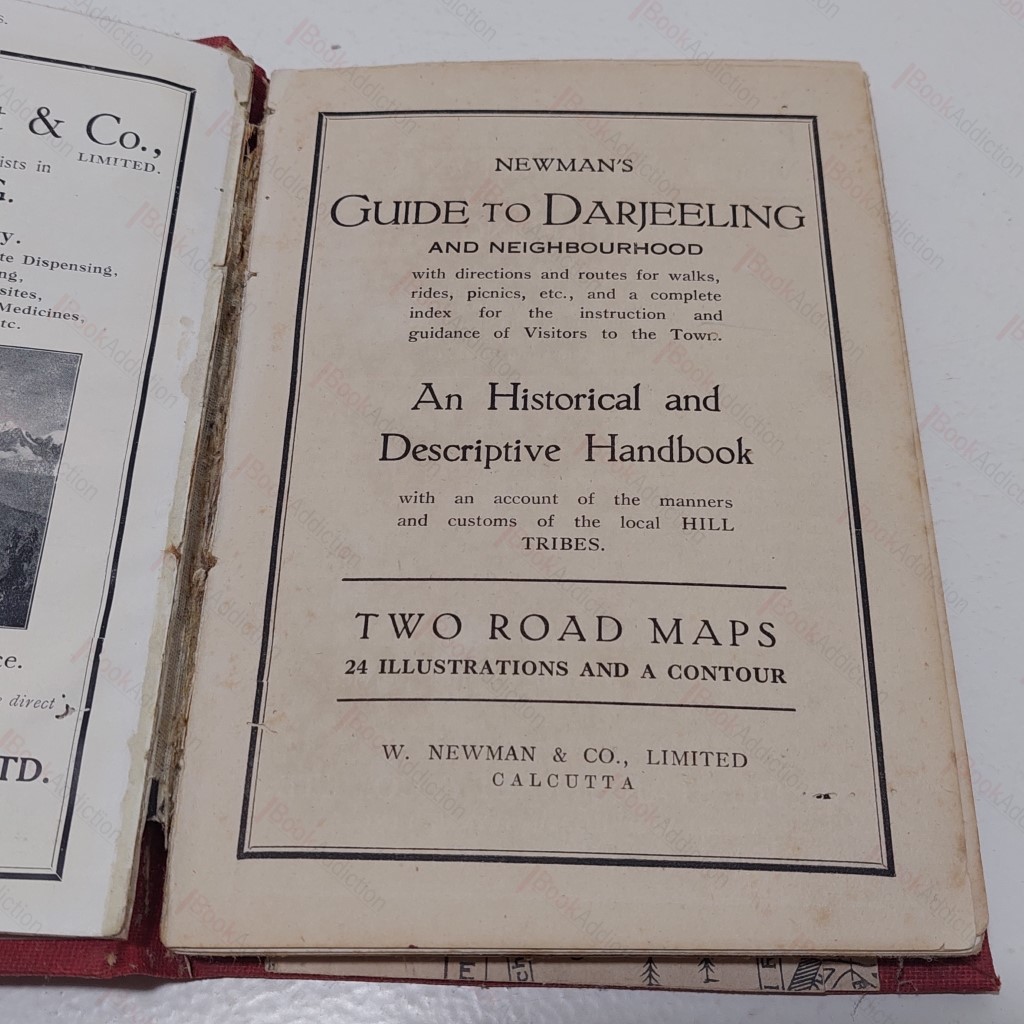 s.
& Co.,
LIMITED.
ists in
G.
y.
te Dispensing,
ng,
sites,
Medicines,
tc.
ce.
direct
TD.
NEWMAN'S
GUIDE TO DARJEELING
AND NEIGHBOURHOOD
with directions and routes for walks,
rides, picnics, etc., and a complete
index for the instruction and
guidance of Visitors to the Town.
An Historical and
Descriptive Handbook
with an account of the manners
and customs of the local HILL
TRIBES.
TWO ROAD MAPS
24 ILLUSTRATIONS AND A CONTOUR
W. NEWMAN & CO., LIMITED
CALCUTTA
E
ch
BookAddiction